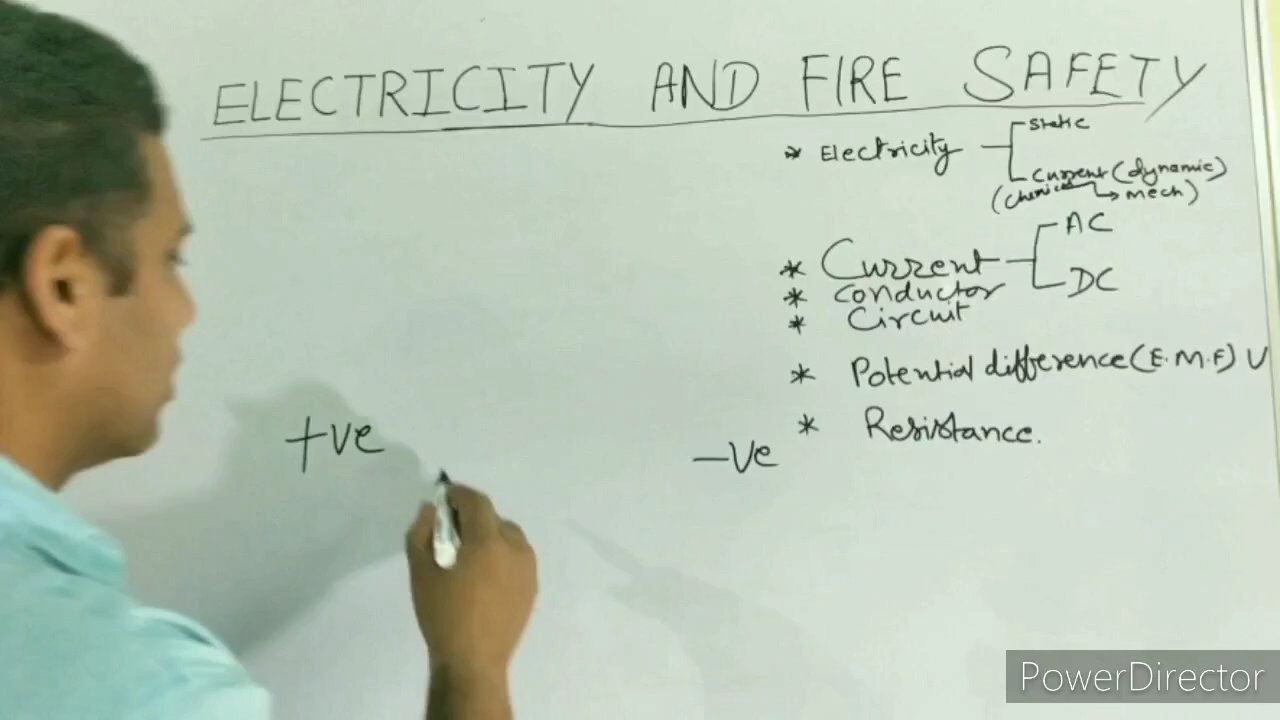 ELECTRICITY AND FIRE SAFETY
* Electricity
Static
Current (dynamic)
(Chemical → Mech)
* Current
AC
DC
* Conductor
* Circuit
* Potential difference (E.M.F) V
* Resistance.
+ve
-Ve
PowerDirector